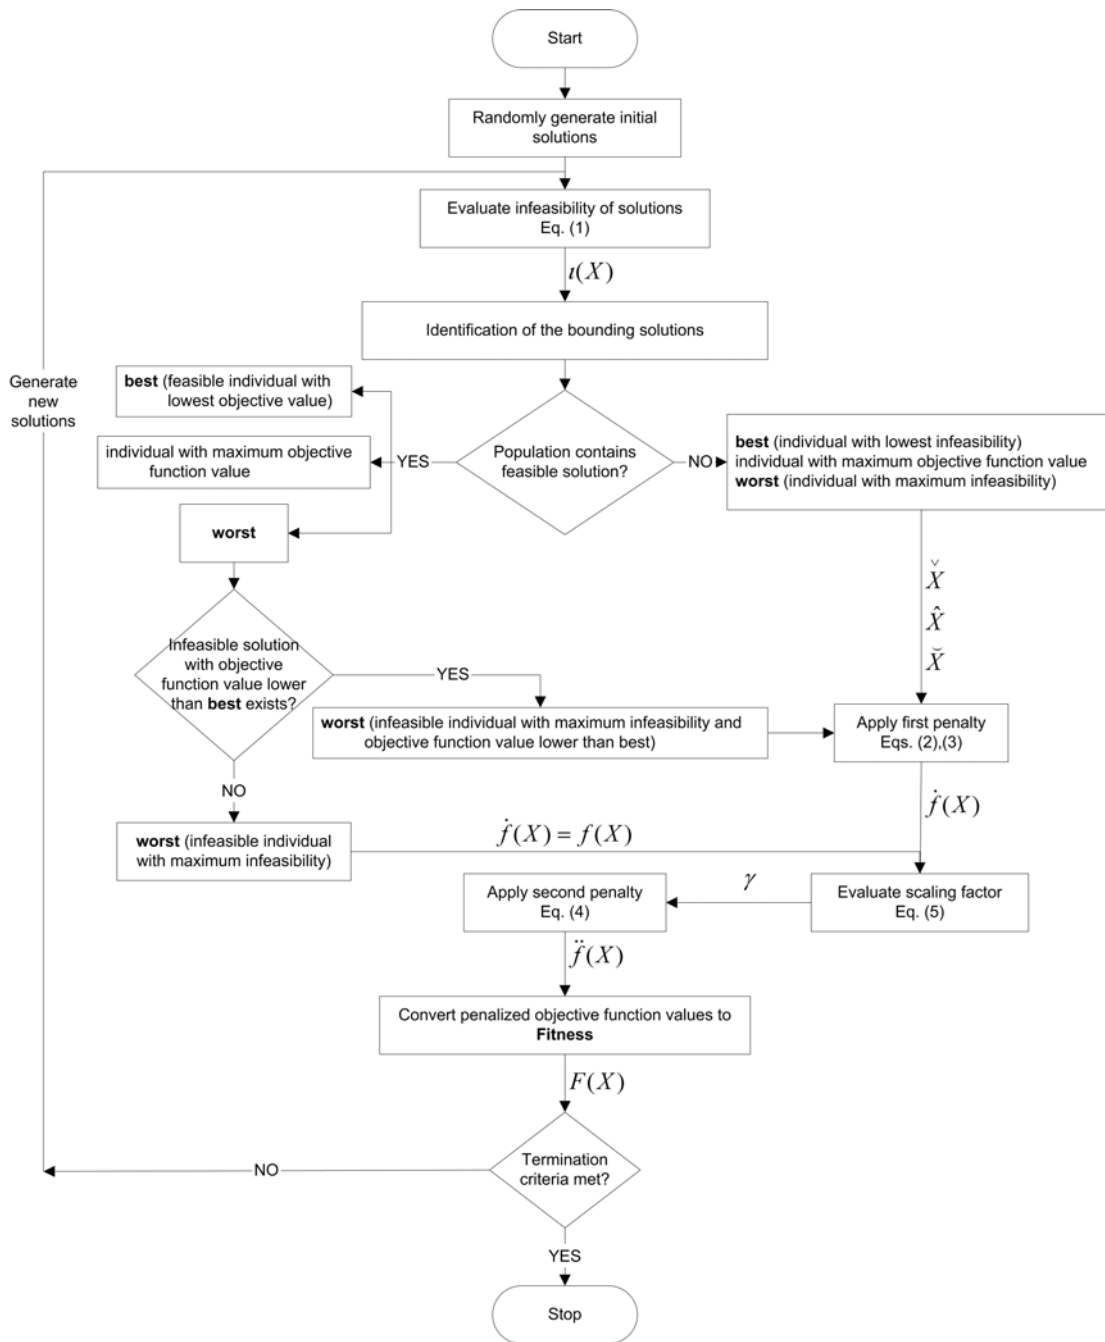 Start
Randomly generate initial
solutions
Evaluate infeasibility of solutions
Eq. (1)
ι(X)
Identification of the bounding solutions
Generate
new
solutions
best (feasible individual with
lowest objective value)
individual with maximum objective
function value
YES
Population contains
feasible solution?
NO
best (individual with lowest infeasibility)
individual with maximum objective function value
worst (individual with maximum infeasibility)
worst
X̌
X̂
X̆
Infeasible solution
with objective
function value lower
than best exists?
YES
worst (infeasible individual with maximum infeasibility and
objective function value lower than best)
Apply first penalty
Eqs. (2),(3)
NO
ḟ(X)
worst (infeasible individual
with maximum infeasibility)
ḟ(X) = f(X)
Apply second penalty
Eq. (4)
γ
Evaluate scaling factor
Eq. (5)
f̈(X)
Convert penalized objective function values to
Fitness
F(X)
Termination
criteria met?
NO
YES
Stop